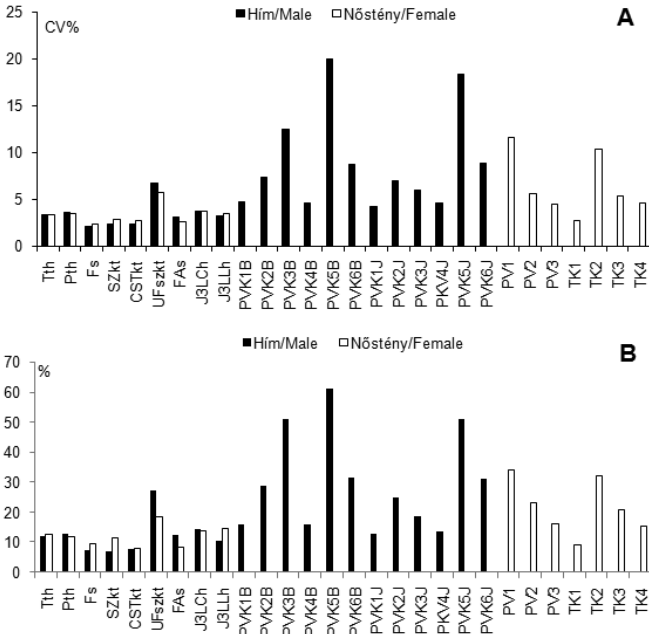 25
20
15
10
5
0
CV%
Hím/Male Nőstény/Female
A
Tth Pth Fs SZkt CSTkt UFszkt FAs J3LCh J3LLh PVK1B PVK2B PVK3B PVK4B PVK5B PVK6B PVK1J PVK2J PVK3J PKV4J PVK5J PVK6J PV1 PV2 PV3 TK1 TK2 TK3 TK4
Hím/Male Nőstény/Female
B
70
60
50
40
30
20
10
0
%
Tth Pth Fs SZkt CSTkt UFszkt FAs J3LCh J3LLh PVK1B PVK2B PVK3B PVK4B PVK5B PVK6B PVK1J PVK2J PVK3J PKV4J PVK5J PVK6J PV1 PV2 PV3 TK1 TK2 TK3 TK4